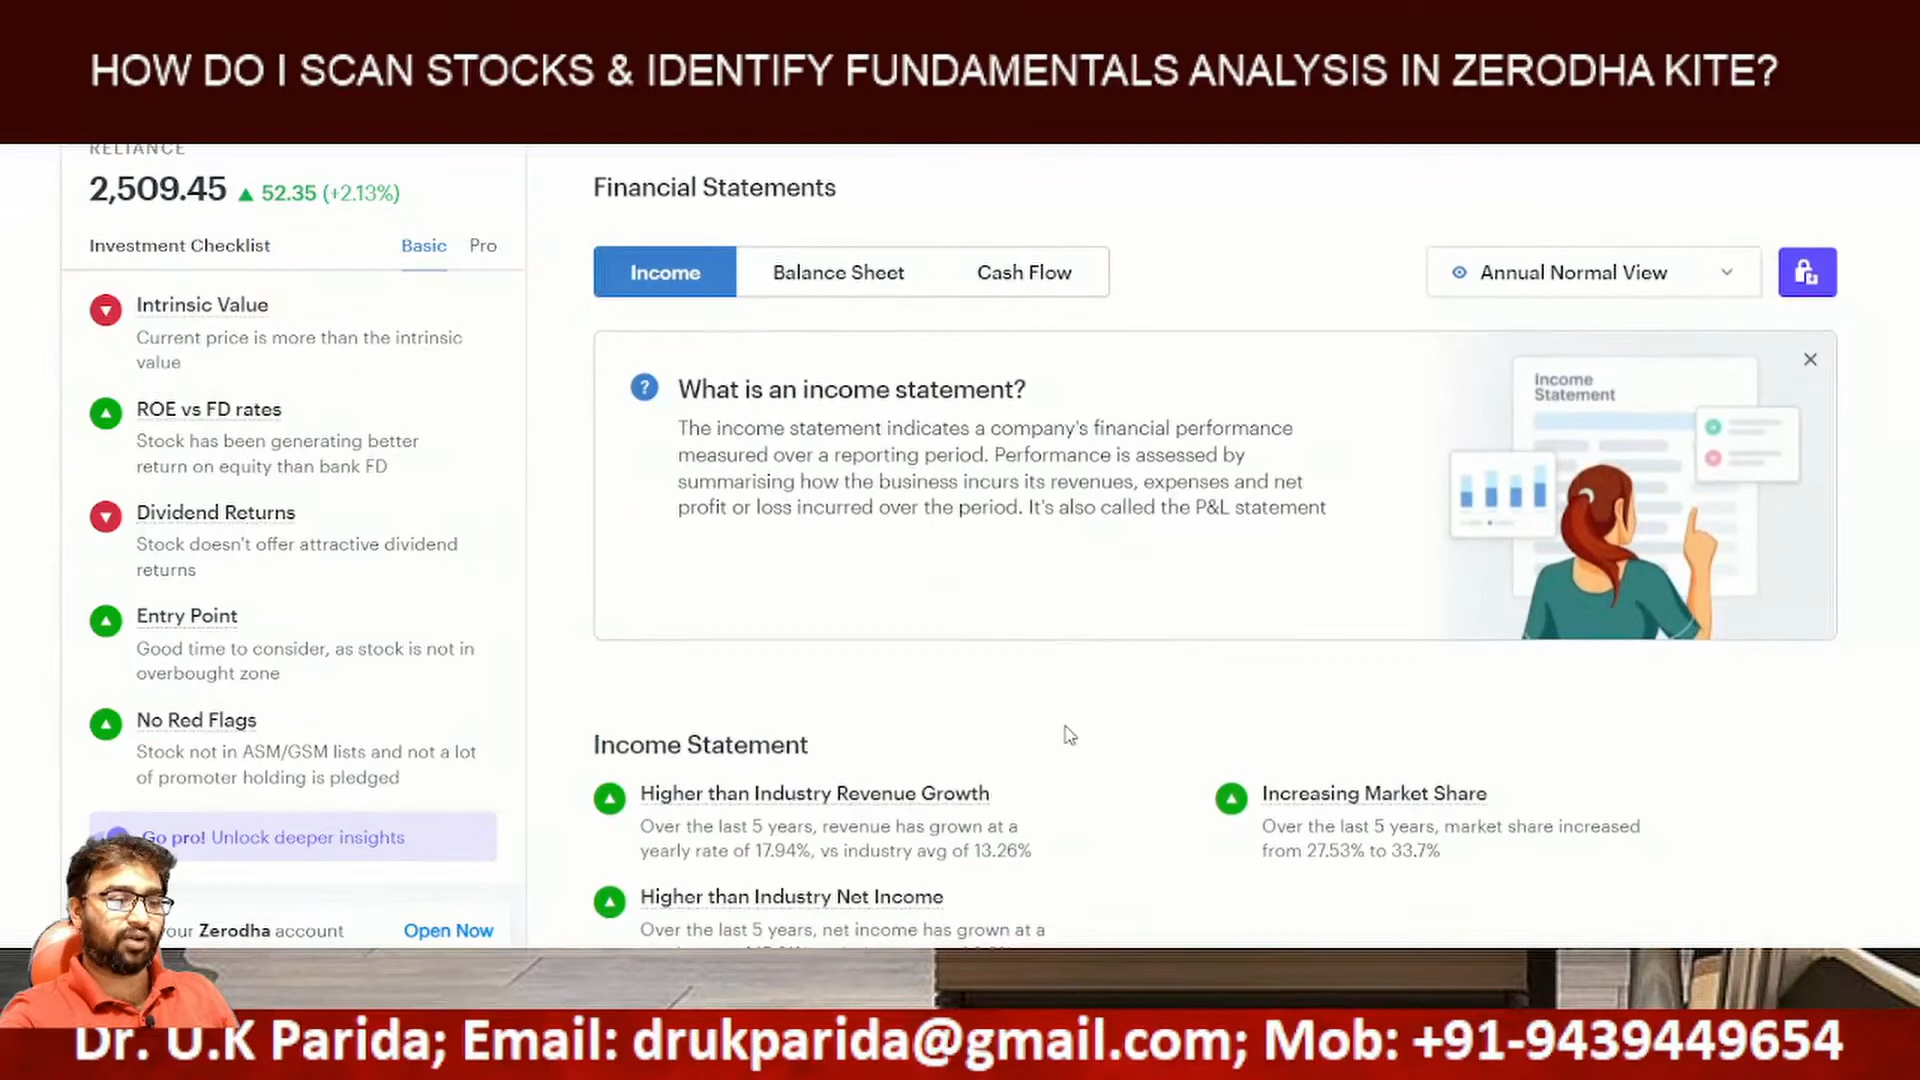 HOW DO I SCAN STOCKS & IDENTIFY FUNDAMENTALS ANALYSIS IN ZERODHA KITE?
RELIANCE
2,509.45 ▲ 52.35 (+2.13%)
Investment Checklist Basic Pro
Intrinsic Value
Current price is more than the intrinsic
value
ROE vs FD rates
Stock has been generating better
return on equity than bank FD
Dividend Returns
Stock doesn't offer attractive dividend
returns
Entry Point
Good time to consider, as stock is not in
overbought zone
No Red Flags
Stock not in ASM/GSM lists and not a lot
of promoter holding is pledged
Go pro! Unlock deeper insights
your Zerodha account Open Now
Financial Statements
Income Balance Sheet Cash Flow Annual Normal View
What is an income statement?
The income statement indicates a company's financial performance
measured over a reporting period. Performance is assessed by
summarising how the business incurs its revenues, expenses and net
profit or loss incurred over the period. It's also called the P&L statement
Income
Statement
Income Statement
Higher than Industry Revenue Growth
Over the last 5 years, revenue has grown at a
yearly rate of 17.94%, vs industry avg of 13.26%
Increasing Market Share
Over the last 5 years, market share increased
from 27.53% to 33.7%
Higher than Industry Net Income
Over the last 5 years, net income has grown at a
Dr. U.K Parida; Email: drukparida@gmail.com; Mob: +91-9439449654